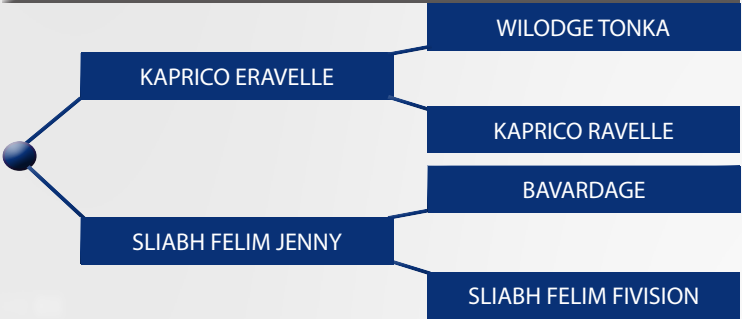 WILODGE TONKA
KAPRICO ERAVELLE
KAPRICO RAVELLE
BAVARDAGE
SLIABH FELIM JENNY
SLIABH FELIM FIVISION